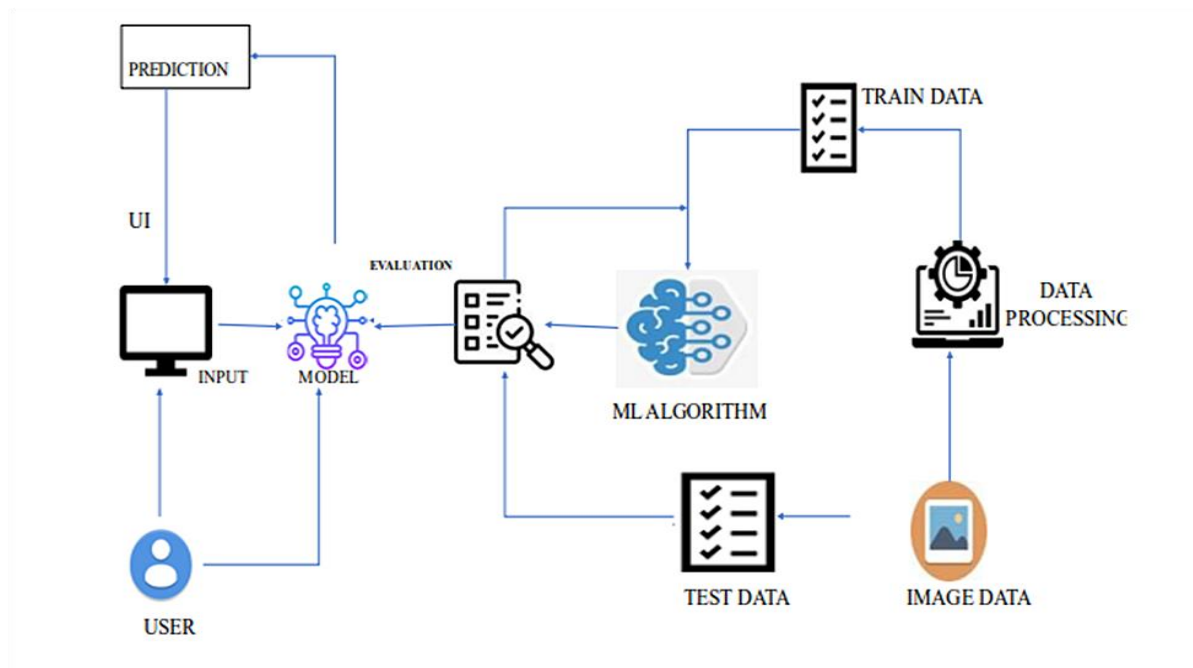 PREDICTION
TRAIN DATA
UI
EVALUATION
DATA
PROCESSING
INPUT
MODEL
ML ALGORITHM
TEST DATA
IMAGE DATA
USER